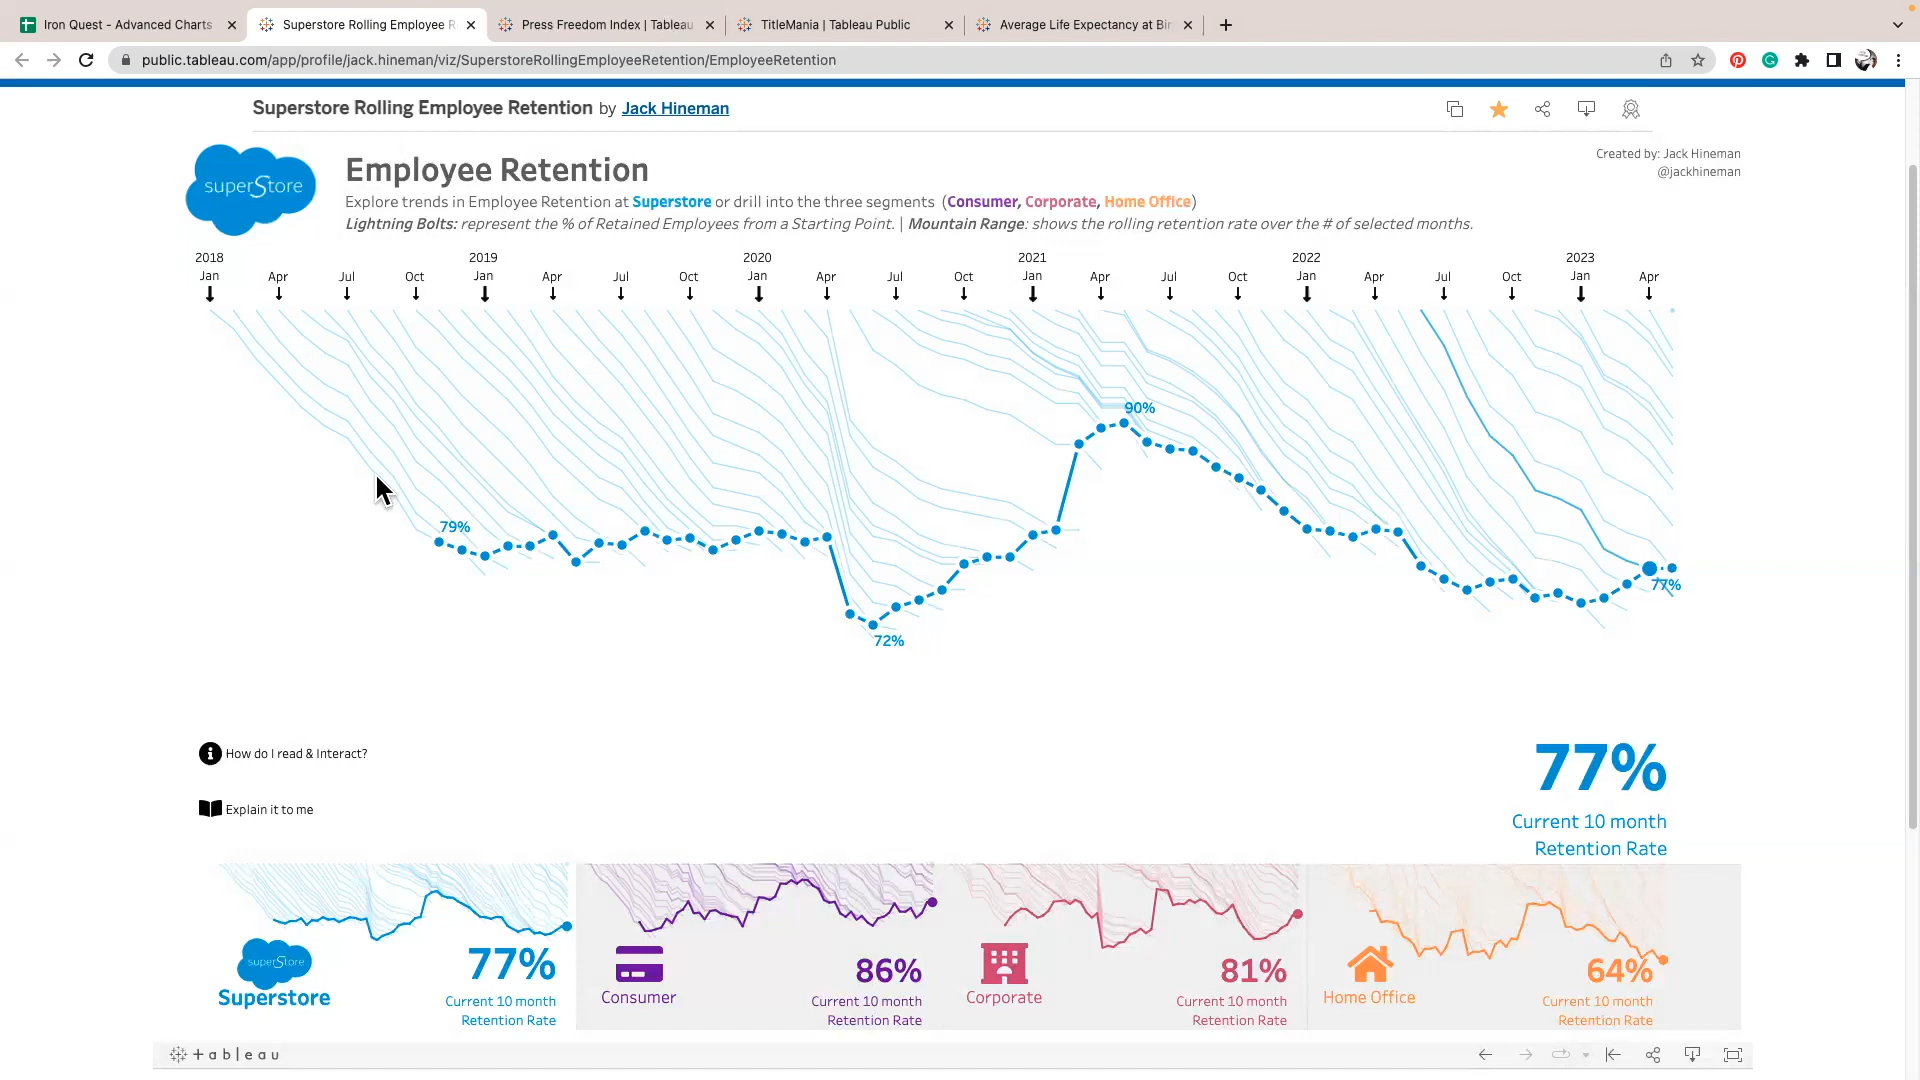 Iron Quest - Advanced Charts
Superstore Rolling Employee R
Press Freedom Index | Tableau
TitleMania | Tableau Public
Average Life Expectancy at Bir
public.tableau.com/app/profile/jack.hineman/viz/SuperstoreRollingEmployeeRetention/EmployeeRetention
Superstore Rolling Employee Retention by Jack Hineman
superStore
Employee Retention
Created by: Jack Hineman
@jackhineman
Explore trends in Employee Retention at Superstore or drill into the three segments (Consumer, Corporate, Home Office)
Lightning Bolts: represent the % of Retained Employees from a Starting Point. | Mountain Range: shows the rolling retention rate over the # of selected months.
2018 2019 2020 2021 2022 2023
Jan Apr Jul Oct Jan Apr Jul Oct Jan Apr Jul Oct Jan Apr Jul Oct Jan Apr Jul Oct Jan Apr
90%
79%
77%
72%
How do I read & Interact?
Explain it to me
77%
Current 10 month
Retention Rate
superStore
Superstore
77%
Current 10 month
Retention Rate
Consumer
86%
Current 10 month
Retention Rate
Corporate
81%
Current 10 month
Retention Rate
Home Office
64%
Current 10 month
Retention Rate
+ a b | e a u